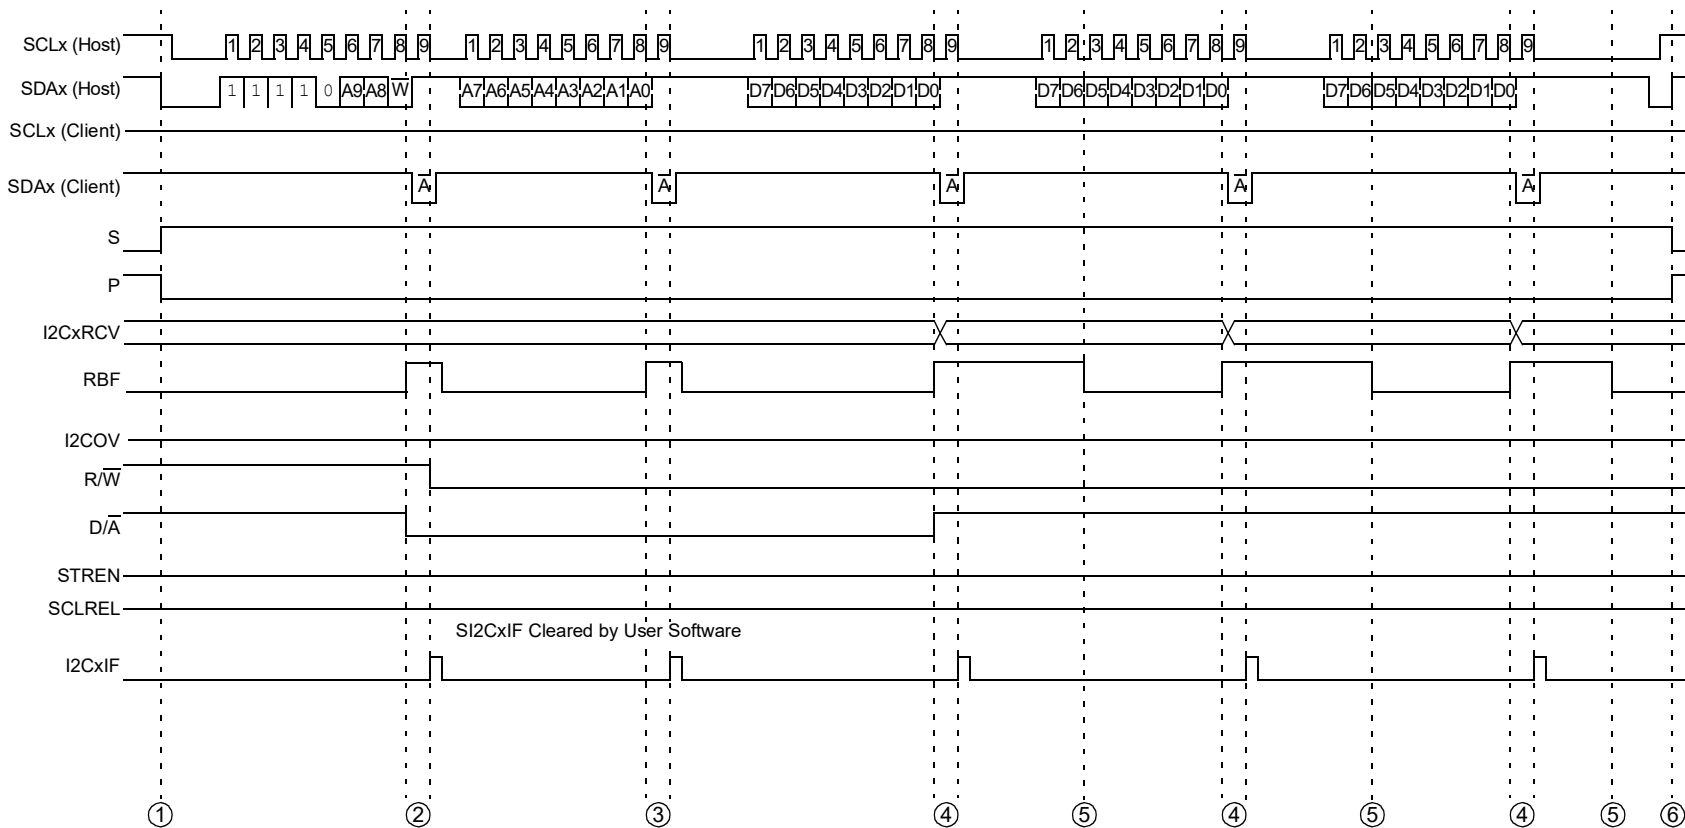 SCLx (Host) 1 2 3 4 5 6 7 8 9 1 2 3 4 5 6 7 8 9 1 2 3 4 5 6 7 8 9 1 2 3 4 5 6 7 8 9 1 2 3 4 5 6 7 8 9
SDAx (Host) 1 1 1 1 0 A9 A8 W̅ A7 A6 A5 A4 A3 A2 A1 A0 D7 D6 D5 D4 D3 D2 D1 D0 D7 D6 D5 D4 D3 D2 D1 D0 D7 D6 D5 D4 D3 D2 D1 D0
SCLx (Client)
SDAx (Client) A̅ A̅ A̅ A̅ A̅
S
P
I2CxRCV
RBF
I2COV
R/W̅
D/A̅
STREN
SCLREL
SI2CxIF Cleared by User Software
I2CxIF
① ② ③ ④ ⑤ ④ ⑤ ④ ⑤ ⑥